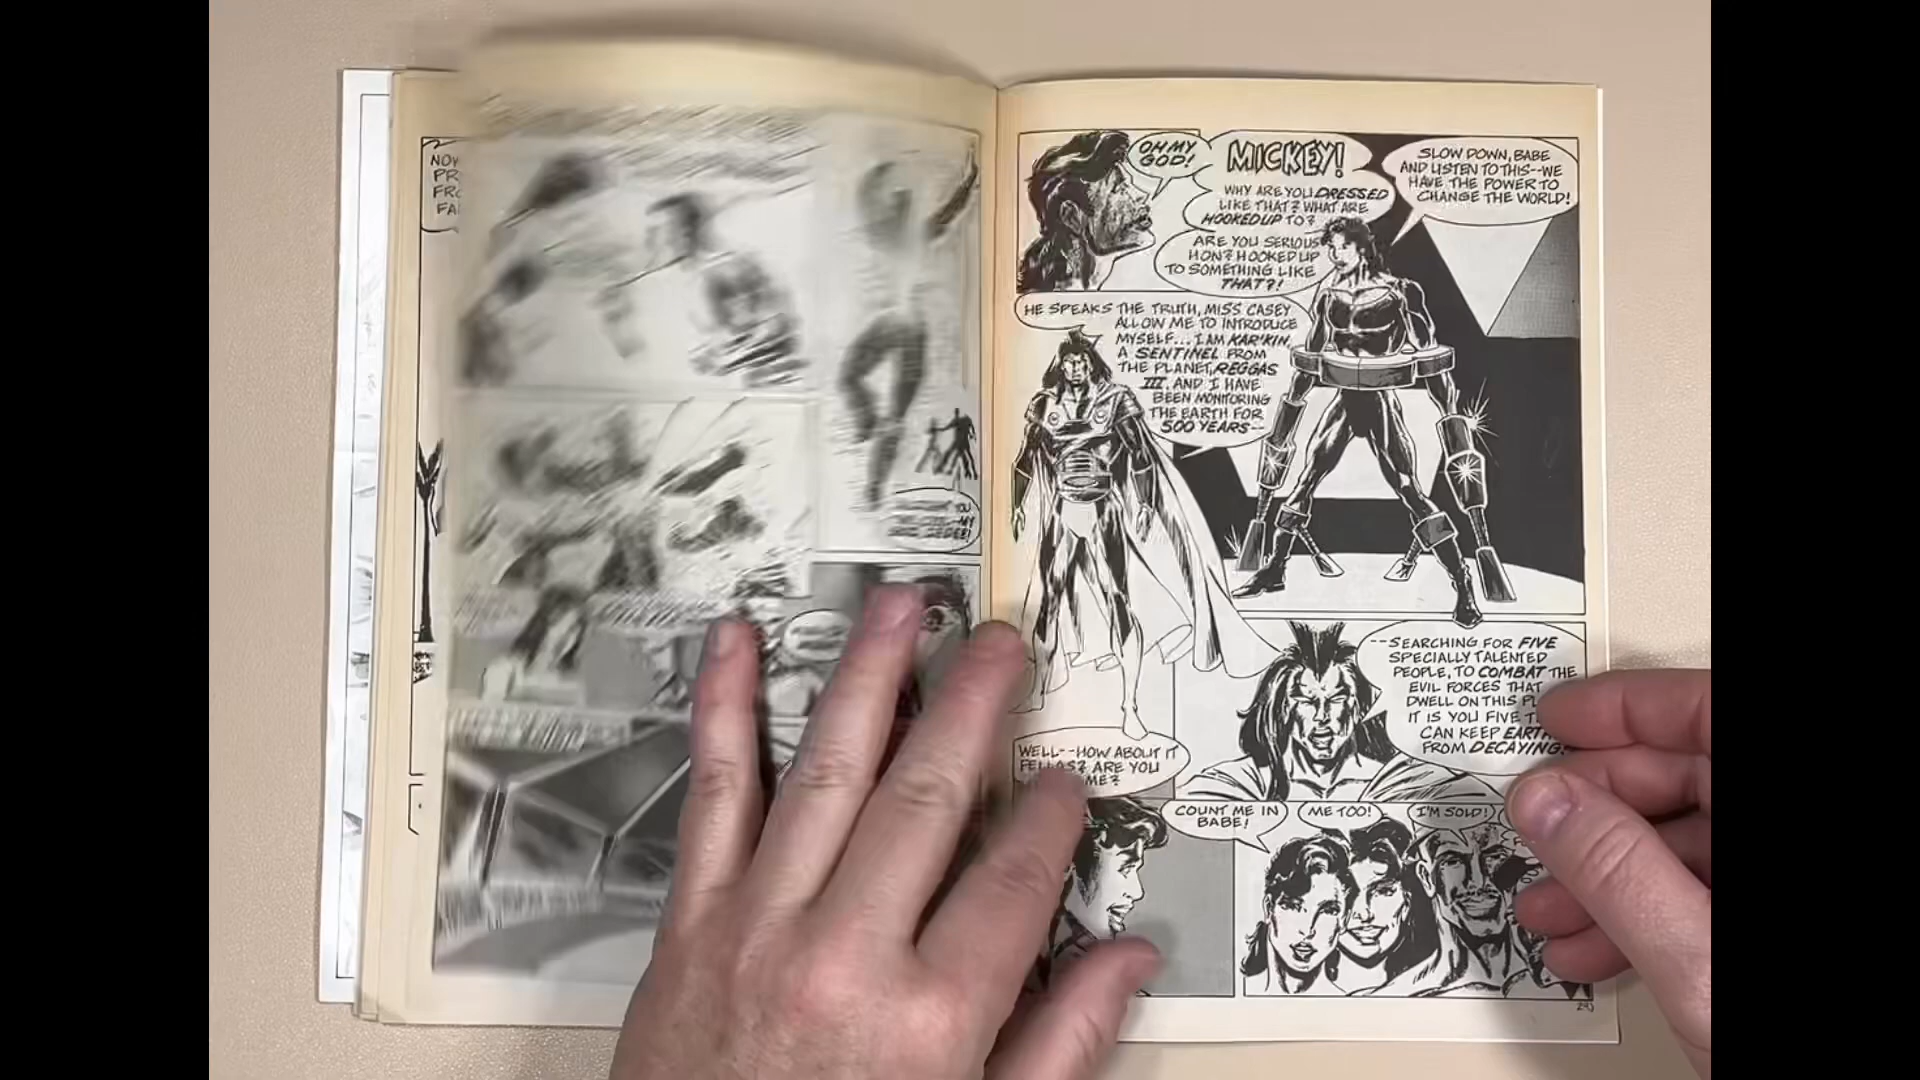 NOW
PR
FRO
FA
OH MY
GOD!
MICKEY!
WHY ARE YOU DRESSED
LIKE THAT? WHAT ARE
HOOKED UP TO?
SLOW DOWN, BABE
AND LISTEN TO THIS--WE
HAVE THE POWER TO
CHANGE THE WORLD!
ARE YOU SERIOUS
HON? HOOKED UP
TO SOMETHING LIKE
THAT?!
HE SPEAKS THE TRUTH, MISS CASEY
ALLOW ME TO INTRODUCE
MYSELF... I AM KAR'KIN,
A SENTINEL FROM
THE PLANET, REGGAS
III. AND I HAVE
BEEN MONITORING
THE EARTH FOR
500 YEARS--
--SEARCHING FOR FIVE
SPECIALLY TALENTED
PEOPLE, TO COMBAT THE
EVIL FORCES THAT
DWELL ON THIS PL
IT IS YOU FIVE T
CAN KEEP EARTH
FROM DECAYING!
WELL--HOW ABOUT IT
FELLAS? ARE YOU
ME?
COUNT ME IN
BABE!
ME TOO!
I'M SOLD!